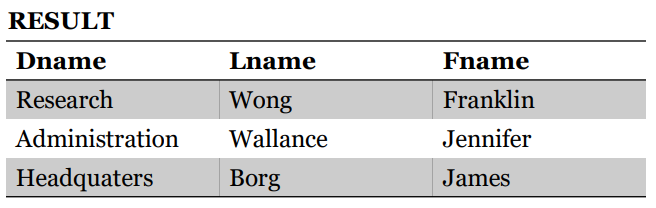 RESULT
Dname Lname Fname
Research Wong Franklin
Administration Wallance Jennifer
Headquaters Borg James